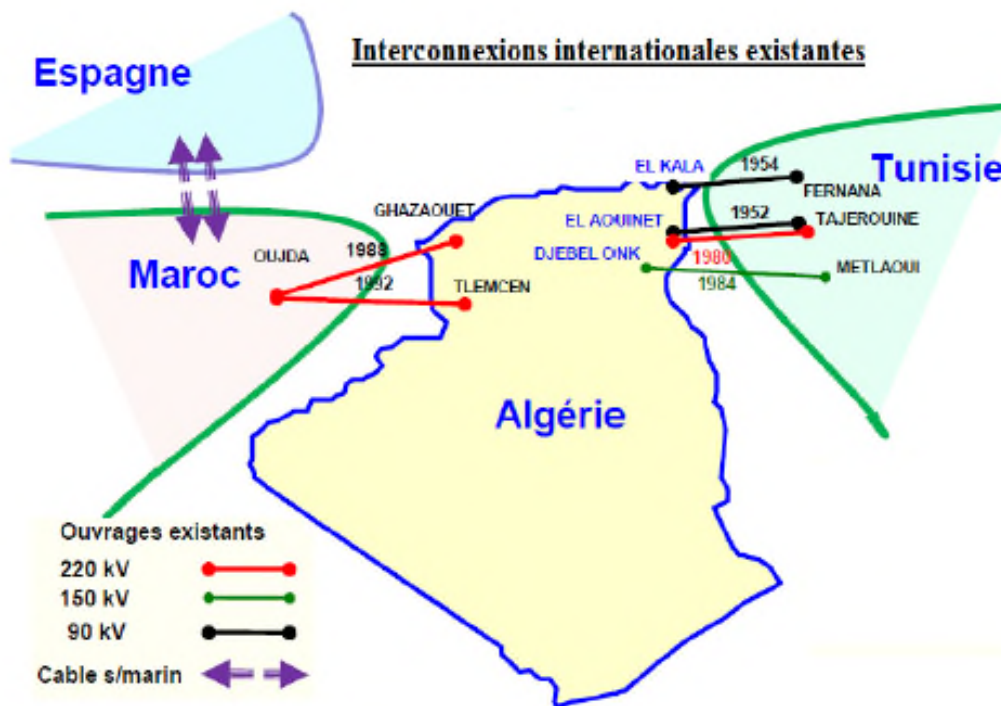 Interconnexions internationales existantes
Espagne
EL KALA
1954
Tunisie
FERNANA
GHAZAOUET
EL AOUINET
1952
TAJEROUINE
OUJDA
1988
DJEBEL ONK
1980
METLAOUI
Maroc
1992
TLEMCEN
1984
Algérie
Ouvrages existants
220 kV
150 kV
90 kV
Cable s/marin